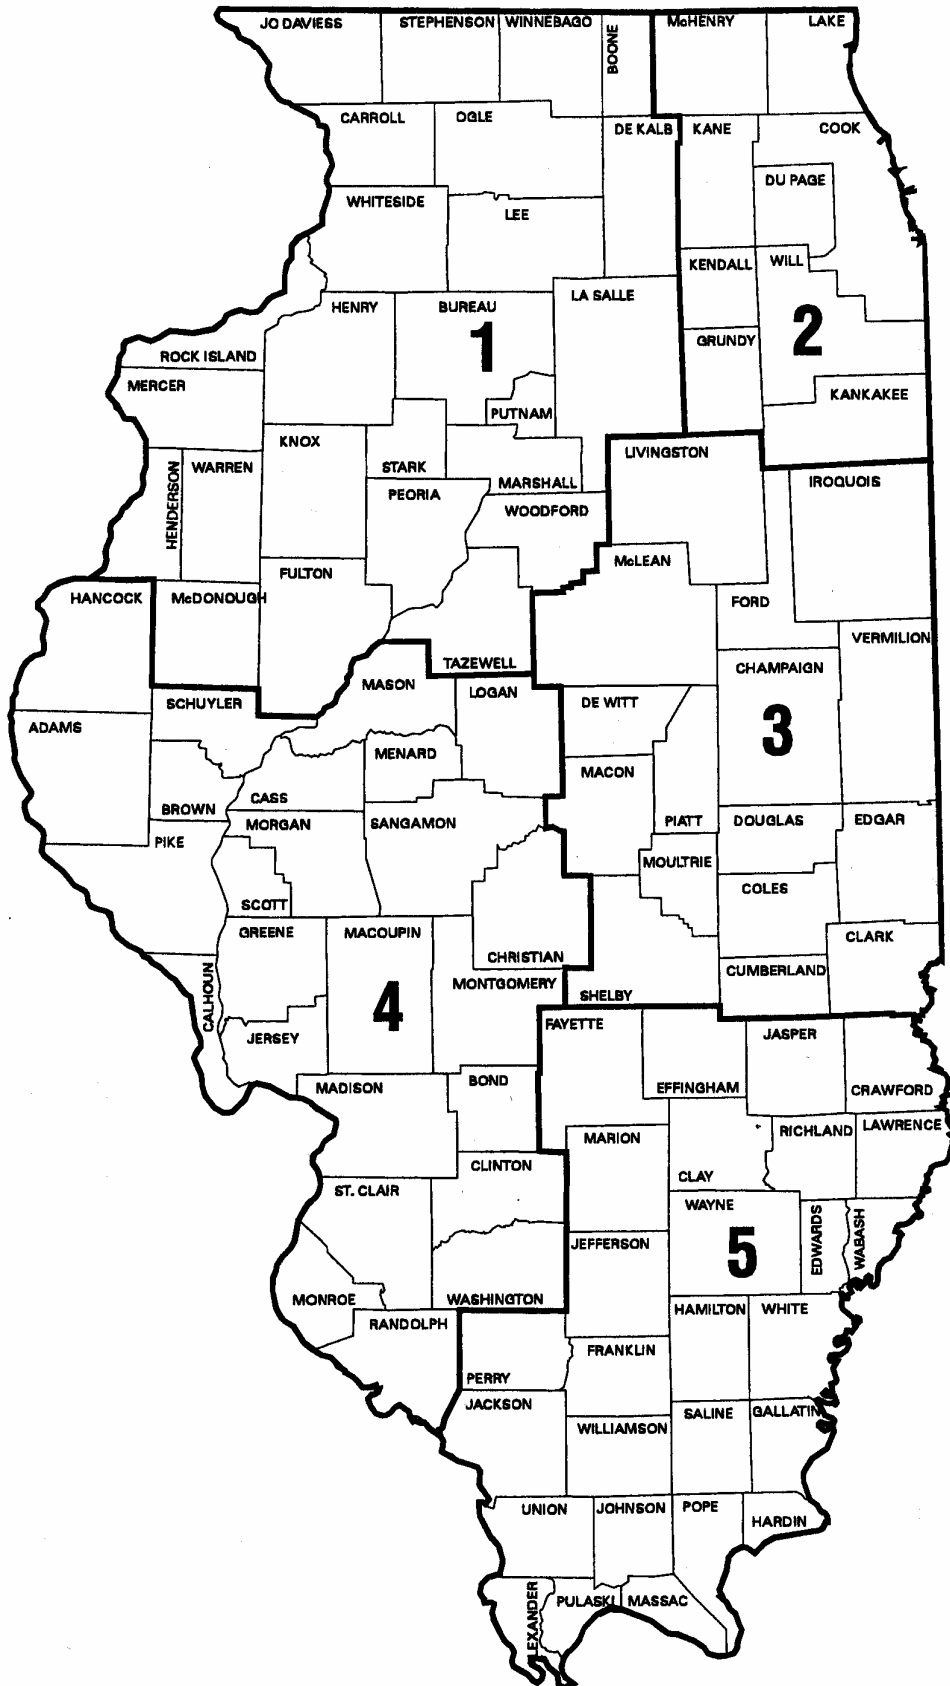 JO DAVIESS
STEPHENSON
WINNEBAGO
BOONE
McHENRY
LAKE
CARROLL
OGLE
DE KALB
KANE
COOK
DU PAGE
WHITESIDE
LEE
KENDALL
WILL
HENRY
BUREAU
LA SALLE
1
2
ROCK ISLAND
GRUNDY
MERCER
PUTNAM
KANKAKEE
KNOX
STARK
LIVINGSTON
HENDERSON
WARREN
PEORIA
MARSHALL
IROQUOIS
WOODFORD
FULTON
McLEAN
HANCOCK
McDONOUGH
FORD
VERMILION
TAZEWELL
CHAMPAIGN
MASON
LOGAN
SCHUYLER
DE WITT
ADAMS
3
MENARD
MACON
CASS
BROWN
MORGAN
SANGAMON
PIATT
DOUGLAS
EDGAR
PIKE
MOULTRIE
COLES
SCOTT
GREENE
MACOUPIN
CLARK
CHRISTIAN
CUMBERLAND
MONTGOMERY
CALHOUN
4
SHELBY
FAYETTE
JASPER
JERSEY
MADISON
BOND
EFFINGHAM
CRAWFORD
RICHLAND
LAWRENCE
MARION
CLINTON
CLAY
ST. CLAIR
WAYNE
EDWARDS
WABASH
JEFFERSON
5
MONROE
WASHINGTON
HAMILTON
WHITE
RANDOLPH
FRANKLIN
PERRY
JACKSON
SALINE
GALLATIN
WILLIAMSON
UNION
JOHNSON
POPE
HARDIN
ALEXANDER
PULASKI
MASSAC